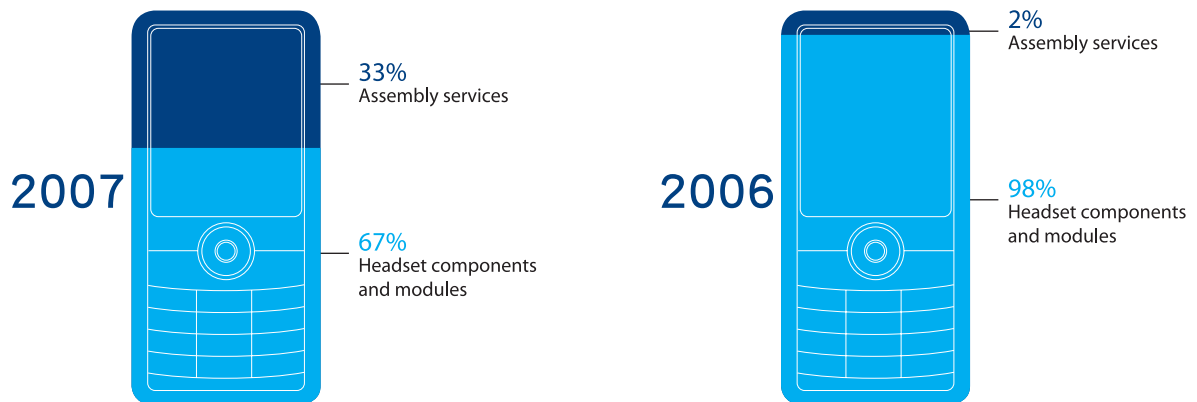 2007
33%
Assembly services
67%
Headset components
and modules
2006
2%
Assembly services
98%
Headset components
and modules